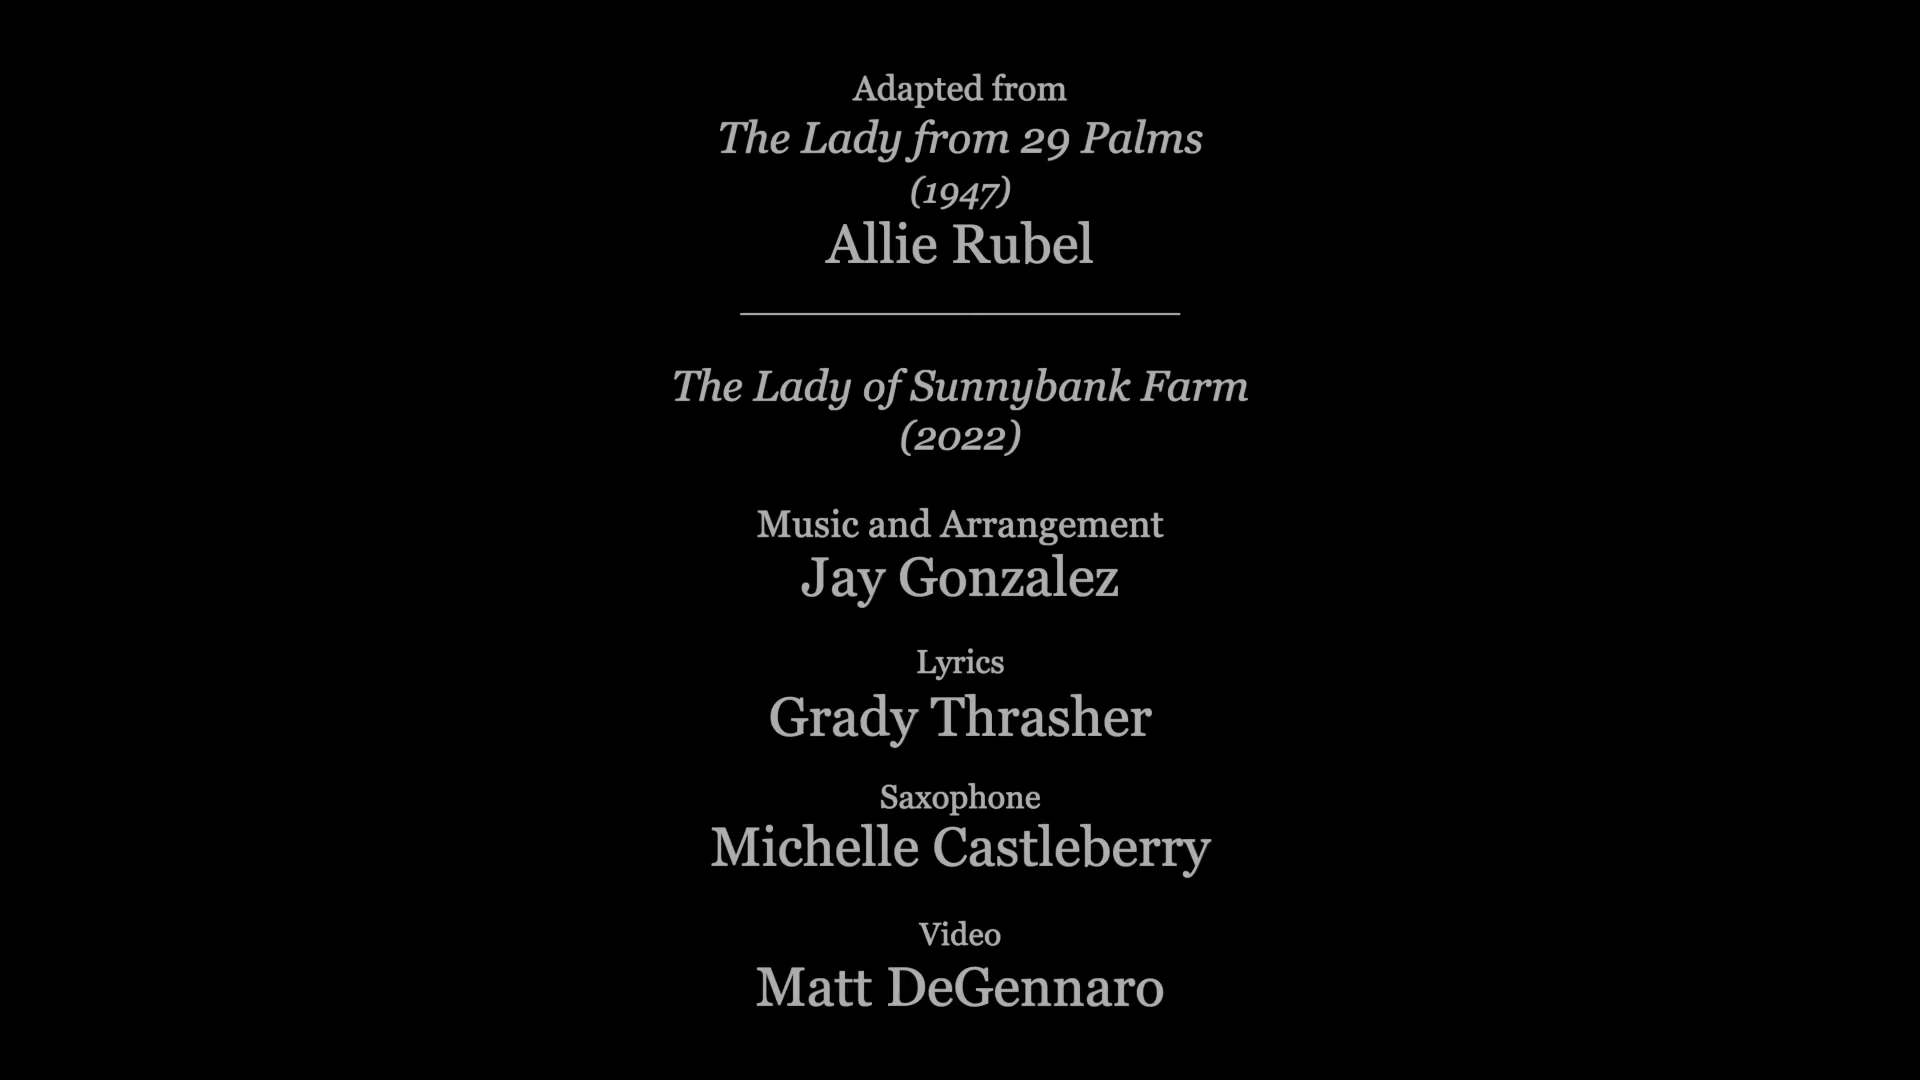 Adapted from
The Lady from 29 Palms
(1947)
Allie Rubel
The Lady of Sunnybank Farm
(2022)
Music and Arrangement
Jay Gonzalez
Lyrics
Grady Thrasher
Saxophone
Michelle Castleberry
Video
Matt DeGennaro